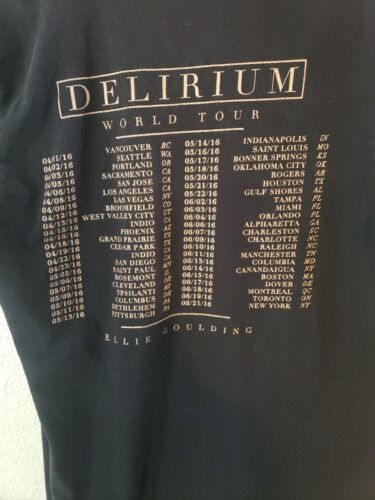 DELIRIUM
WORLD TOUR
04/01/16 VANCOUVER BC
04/02/16 SEATTLE WA
04/03/16 PORTLAND OR
04/05/16 SACRAMENTO CA
04/06/16 SAN JOSE CA
04/08/16 LOS ANGELES CA
04/09/16 LAS VEGAS NV
04/12/16 BROOMFIELD CO
04/13/16 WEST VALLEY CITY UT
04/15/16 INDIO CA
04/16/16 PHOENIX AZ
04/18/16 GRAND PRAIRIE TX
04/19/16 CEDAR PARK TX
04/22/16 INDIO CA
04/23/16 SAN DIEGO CA
05/05/16 SAINT PAUL MN
05/06/16 ROSEMONT IL
05/07/16 CLEVELAND OH
05/09/16 YPSILANTI MI
05/10/16 COLUMBUS OH
05/11/16 BETHLEHEM PA
05/13/16 PITTSBURGH PA
05/14/16 INDIANAPOLIS IN
05/16/16 SAINT LOUIS MO
05/17/16 BONNER SPRINGS KS
05/18/16 OKLAHOMA CITY OK
05/20/16 ROGERS AR
05/21/16 HOUSTON TX
05/22/16 GULF SHORES AL
06/02/16 TAMPA FL
06/03/16 MIAMI FL
06/04/16 ORLANDO FL
06/06/16 ALPHARETTA GA
06/07/16 CHARLESTON SC
06/08/16 CHARLOTTE NC
06/09/16 RALEIGH NC
06/10/16 MANCHESTER TN
06/11/16 COLUMBIA MD
06/14/16 CANANDAIGUA NY
06/15/16 BOSTON MA
06/17/16 DOVER DE
06/18/16 MONTREAL QC
06/19/16 TORONTO ON
06/21/16 NEW YORK NY
ELLIE GOULDING